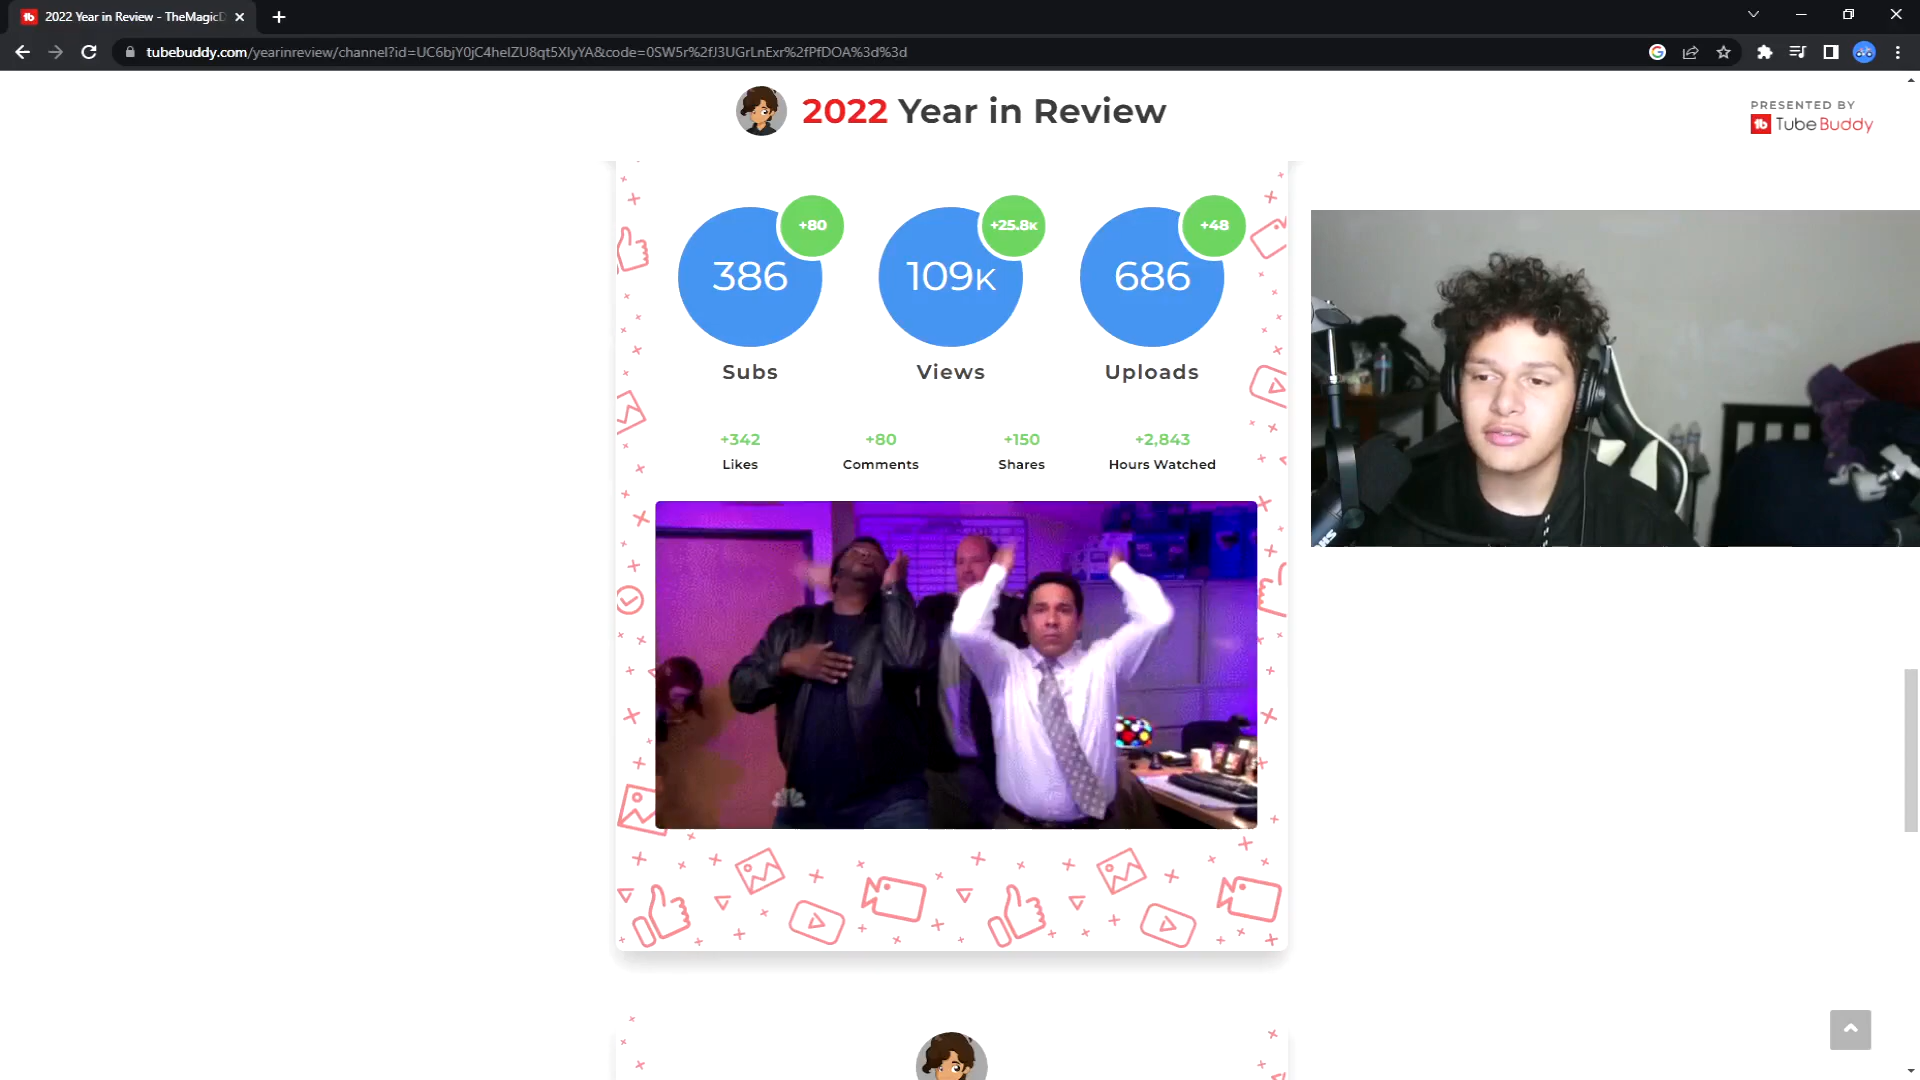 2022 Year in Review - TheMagicD
tubebuddy.com/yearinreview/channel?id=UC6bjY0jC4heIZU8qt5XIyYA&code=0SW5r%2fJ3UGrLnExr%2fPfDOA%3d%3d
2022 Year in Review
PRESENTED BY
tb TubeBuddy
+80
+25.8K
+48
386
109K
686
Subs
Views
Uploads
+342
+80
+150
+2,843
Likes
Comments
Shares
Hours Watched